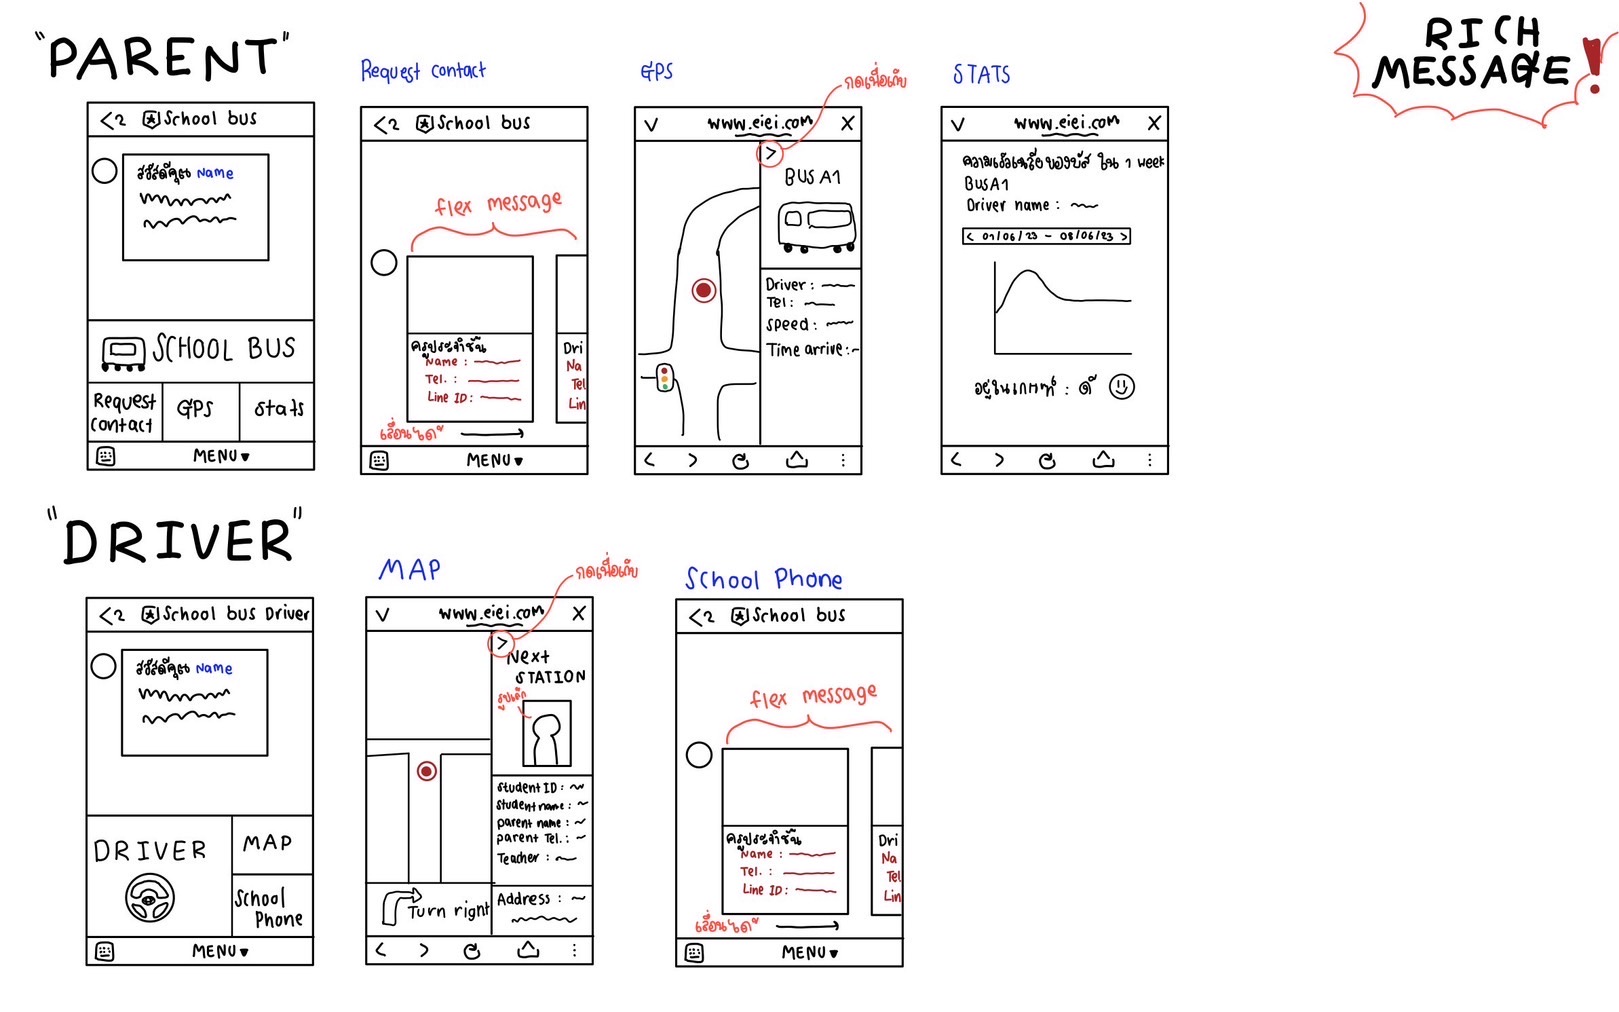 "PARENT"
RICH
MESSAGE!
Request contact
GPS
กดเพื่อเก็บ
STATS
<2 School bus
สวัสดีคุณ Name
SCHOOL BUS
Request
contact
GPS
Stats
MENU▼
<2 School bus
flex message
ครูประจำชั้น
Name :
Tel. :
Line ID :
Dri
Na
Tel
Lin
เลื่อนได้
MENU▼
www.eiei.com X
>
BUS A1
Driver :
Tel :
Speed :
Time arrive :
< >
www.eiei.com X
ความเร็วเฉลี่ยของบัส ใน 1 week
BUS A1
Driver name :
< 01/06/23 - 08/06/23 >
อยู่ในเกณฑ์ : ดี
< >
"DRIVER"
MAP
กดเพื่อเก็บ
School Phone
<2 School bus Driver
สวัสดีคุณ Name
DRIVER
MAP
School
Phone
MENU▼
www.eiei.com X
>
Next
STATION
รูปเด็ก
Student ID :
Student name :
parent name :
parent Tel. :
Teacher :
Turn right
Address :
< >
<2 School bus
flex message
ครูประจำชั้น
Name :
Tel. :
Line ID :
Dri
Na
Tel
Lin
เลื่อนได้
MENU▼